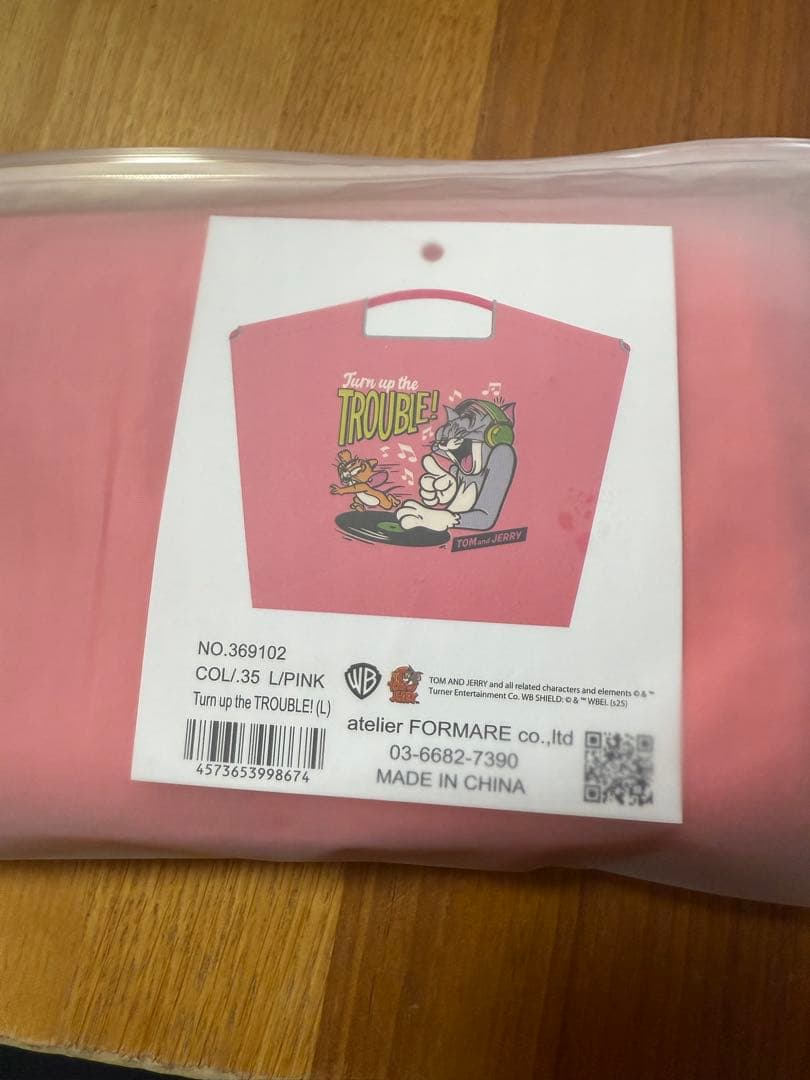 Turn up the
TROUBLE!
TOM and JERRY
NO.369102
COL/.35 L/PINK
Turn up the TROUBLE! (L)
4573653998674
WB
TOM AND JERRY and all related characters and elements © & ™
Turner Entertainment Co. WB SHIELD: © & ™ WBEI. (s25)
atelier FORMARE co.,ltd
03-6682-7390
MADE IN CHINA